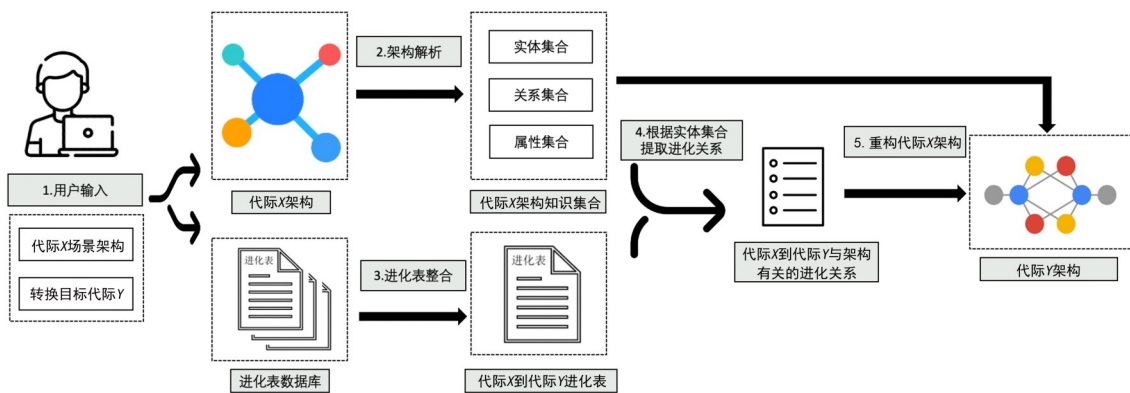 1.用户输入
代际X场景架构
转换目标代际Y
代际X架构
2.架构解析
实体集合
关系集合
属性集合
代际X架构知识集合
进化表
进化表数据库
3.进化表整合
进化表
代际X到代际Y进化表
4.根据实体集合
提取进化关系
代际X到代际Y与架构
有关的进化关系
5. 重构代际X架构
代际Y架构